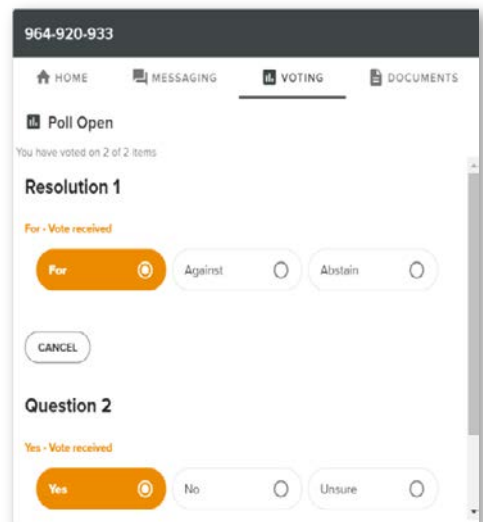 964-920-933
HOME MESSAGING VOTING DOCUMENTS
Poll Open
You have voted on 2 of 2 items
Resolution 1
For - Vote received
For Against Abstain
CANCEL
Question 2
Yes - Vote received
Yes No Unsure